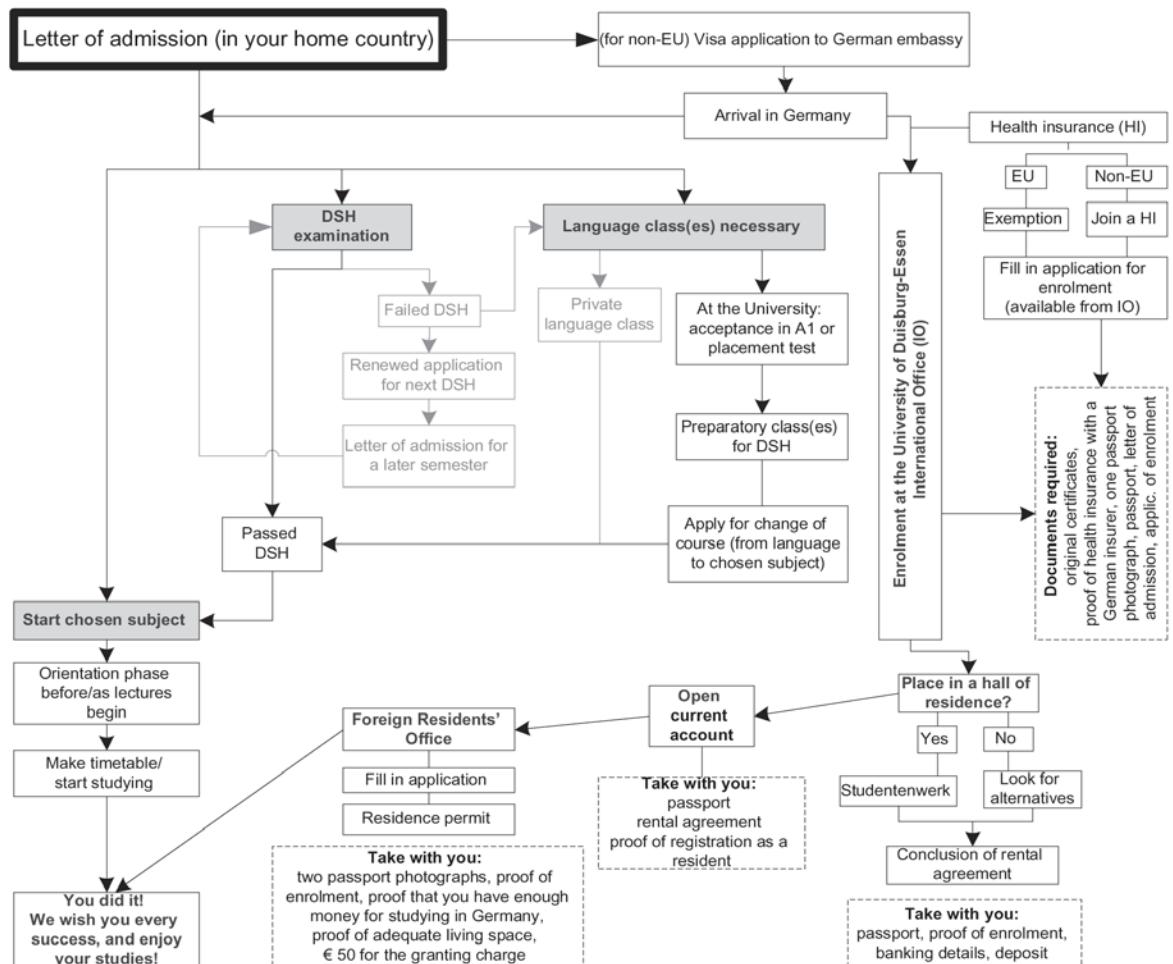 Letter of admission (in your home country)
(for non-EU) Visa application to German embassy
Arrival in Germany
Health insurance (HI)
EU
Non-EU
Exemption
Join a HI
Fill in application for
enrolment
(available from IO)
DSH
examination
Language class(es) necessary
Failed DSH
Private
language class
At the University:
acceptance in A1 or
placement test
Renewed application
for next DSH
Letter of admission for
a later semester
Preparatory class(es)
for DSH
Passed
DSH
Apply for change of
course (from language
to chosen subject)
Enrolment at the University of Duisburg-Essen
International Office (IO)
Documents required:
original certificates,
proof of health insurance with a
German insurer, one passport
photograph, passport, letter of
admission, applic. of enrolment
Start chosen subject
Orientation phase
before/as lectures
begin
Make timetable/
start studying
You did it!
We wish you every
success, and enjoy
your studies!
Foreign Residents'
Office
Fill in application
Residence permit
Take with you:
two passport photographs, proof of
enrolment, proof that you have enough
money for studying in Germany,
proof of adequate living space,
€ 50 for the granting charge
Open
current
account
Take with you:
passport
rental agreement
proof of registration as a
resident
Place in a hall of
residence?
Yes
No
Studentenwerk
Look for
alternatives
Conclusion of rental
agreement
Take with you:
passport, proof of enrolment,
banking details, deposit